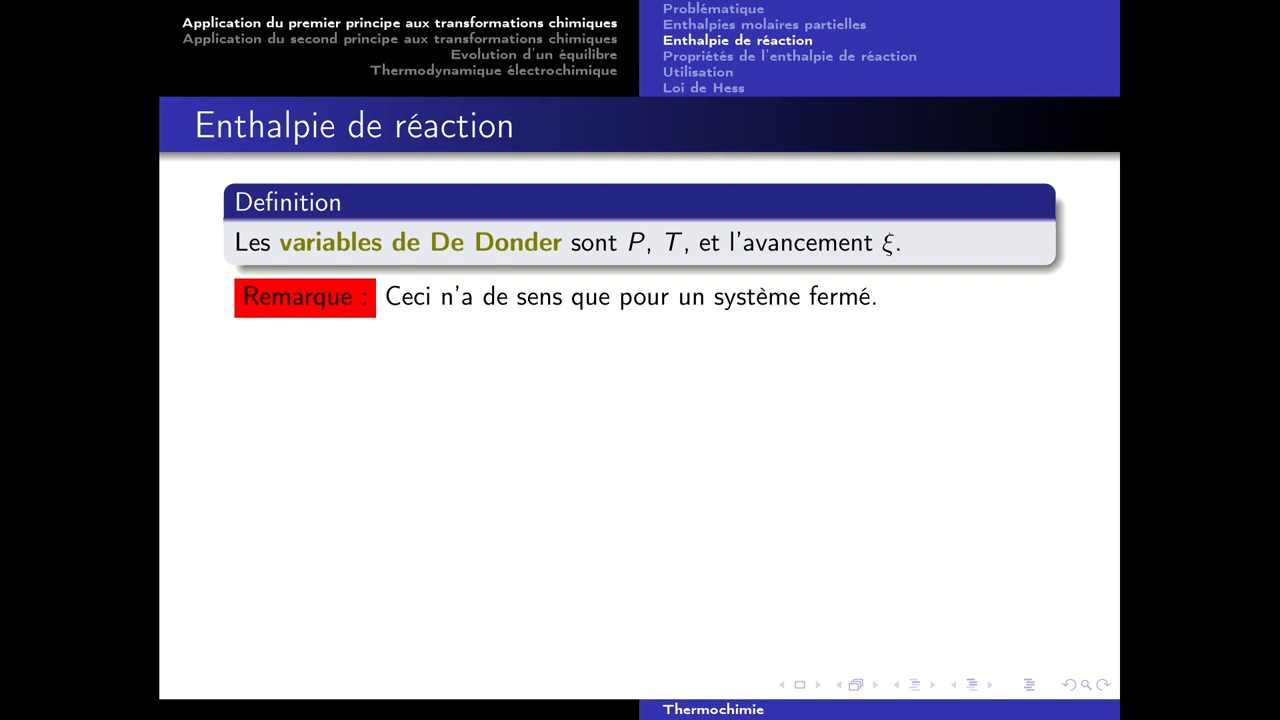 Application du premier principe aux transformations chimiques
Application du second principe aux transformations chimiques
Evolution d'un équilibre
Thermodynamique électrochimique
Problématique
Enthalpies molaires partielles
Enthalpie de réaction
Propriétés de l'enthalpie de réaction
Utilisation
Loi de Hess
Enthalpie de réaction
Definition
Les variables de De Donder sont P, T, et l'avancement ξ.
Remarque : Ceci n'a de sens que pour un système fermé.
Thermochimie